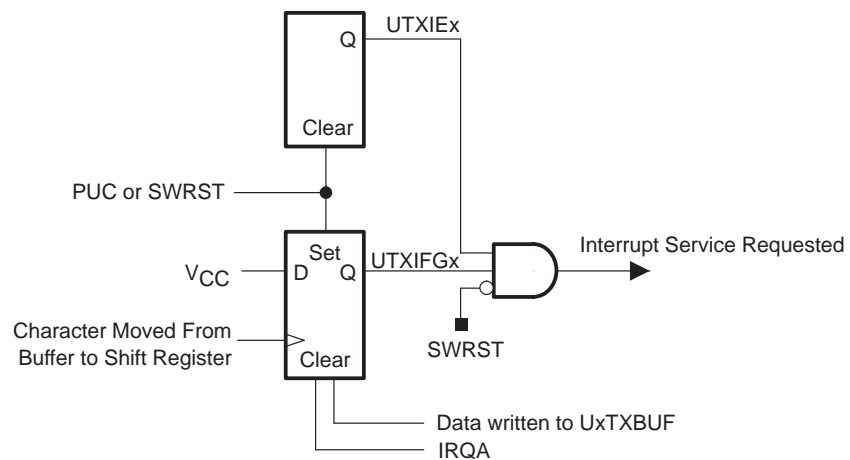 UTXIEx
Q
Clear
PUC or SWRST
Set
VCC
D
Q
UTXIFGx
Interrupt Service Requested
Character Moved From
Buffer to Shift Register
Clear
SWRST
Data written to UxTXBUF
IRQA